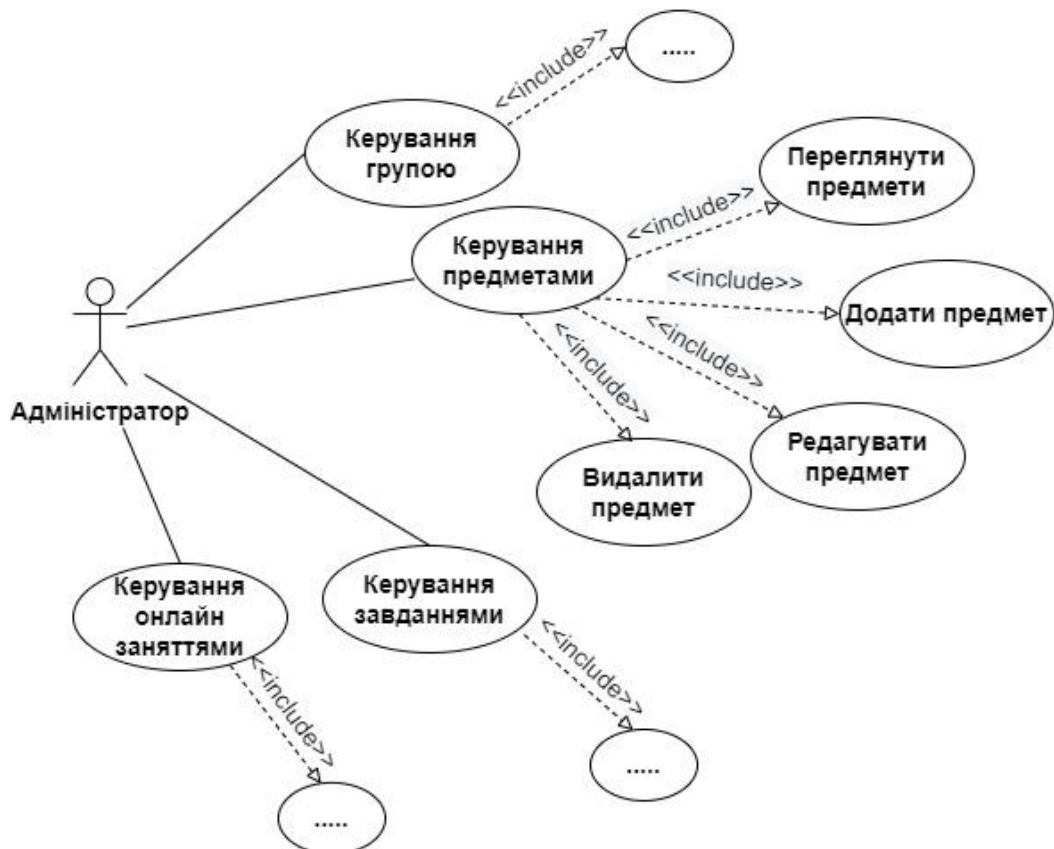 <<include>>
.....
Керування
групою
Переглянути
предмети
<<include>>
Керування
предметами
<<include>>
Додати предмет
<<include>>
<<include>>
Адміністратор
Редагувати
предмет
Видалити
предмет
Керування
онлайн
заняттями
Керування
завданнями
<<include>>
<<include>>
.....
.....